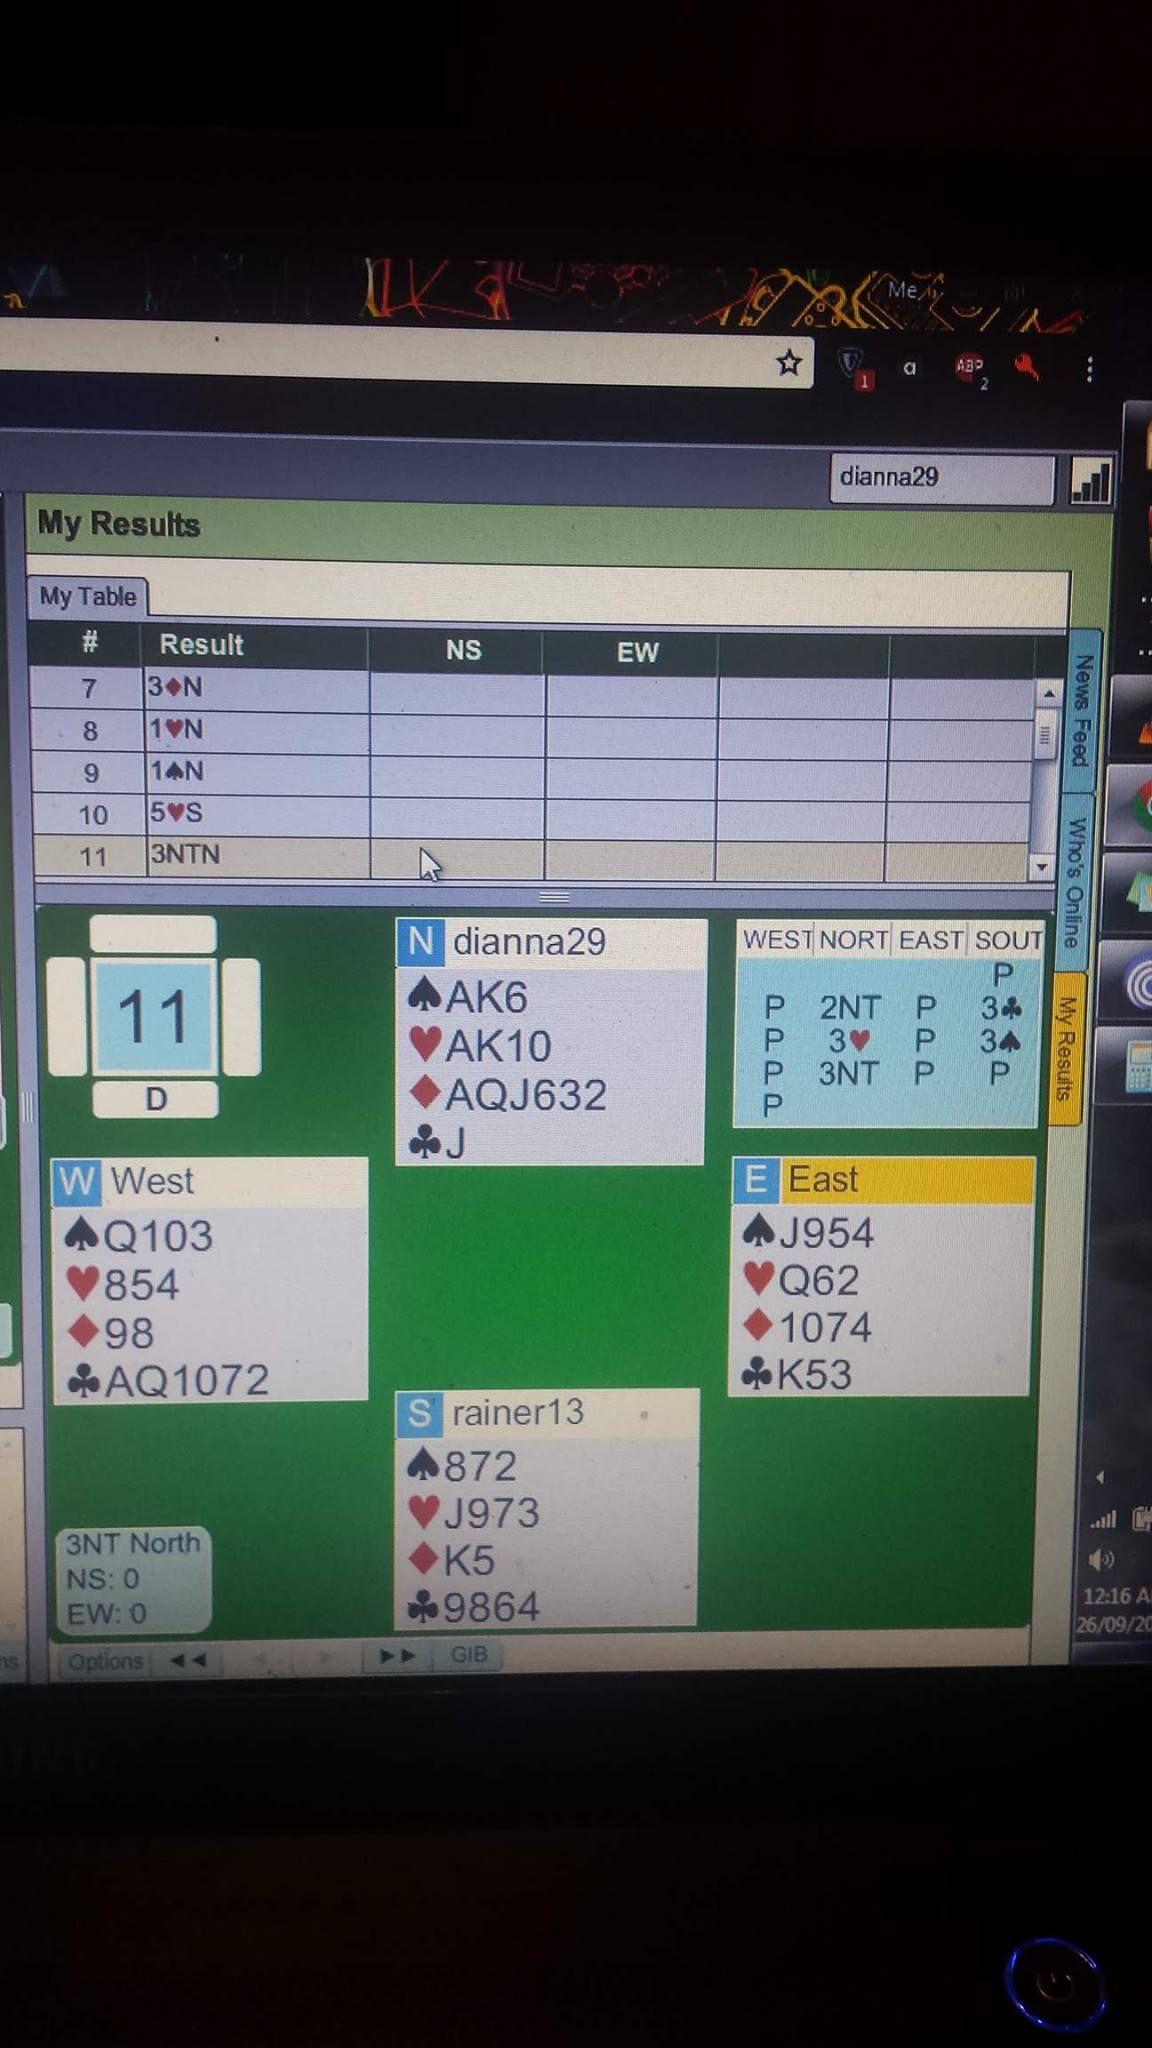 Me
1
a
ABP
2
dianna29
My Results
My Table
# Result NS EW
7 3♦N
8 1♥N
9 1♠N
10 5♥S
11 3NTN
News Feed
Who's Online
My Results
11
D
N dianna29
♠AK6
♥AK10
♦AQJ632
♣J
WEST NORT EAST SOUT
P
P 2NT P 3♣
P 3♥ P 3♠
P 3NT P P
P
W West
♠Q103
♥854
♦98
♣AQ1072
E East
♠J954
♥Q62
♦1074
♣K53
S rainer13
♠872
♥J973
♦K5
♣9864
3NT North
NS: 0
EW: 0
Options GIB
12:16 A
26/09/20